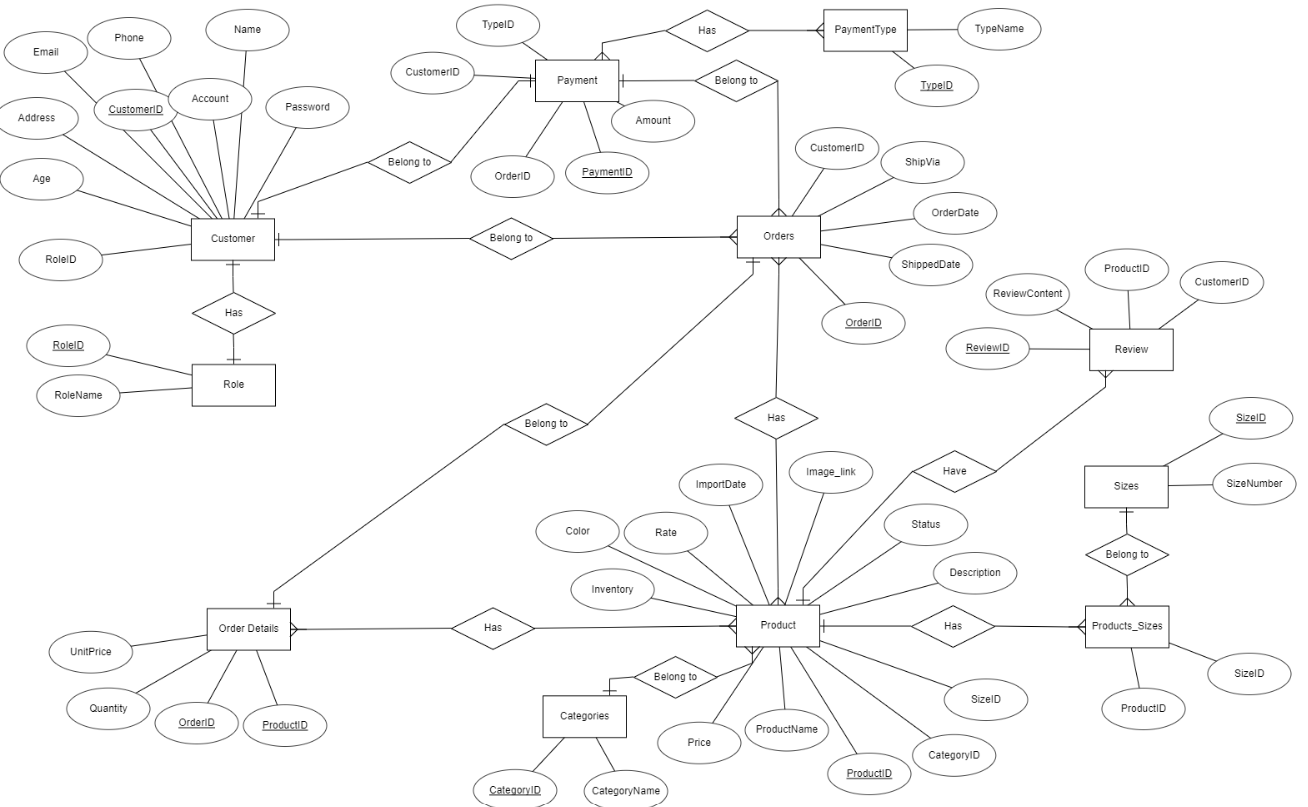 TypeID
Has
PaymentType
TypeName
Name
Phone
Email
CustomerID
Payment
Belong to
TypeID
Account
CustomerID
Password
Address
Amount
CustomerID
ShipVia
Belong to
OrderID
PaymentID
Age
OrderDate
Customer
Belong to
Orders
RoleID
ShippedDate
ProductID
CustomerID
ReviewContent
Has
OrderID
RoleID
ReviewID
Review
Role
RoleName
Belong to
Has
SizeID
ImportDate
Image_link
Have
Sizes
SizeNumber
Color
Rate
Status
Belong to
Inventory
Description
Order Details
Has
Product
Has
Products_Sizes
UnitPrice
Belong to
SizeID
Quantity
OrderID
ProductID
Categories
SizeID
ProductID
Price
ProductName
CategoryID
ProductID
CategoryID
CategoryName